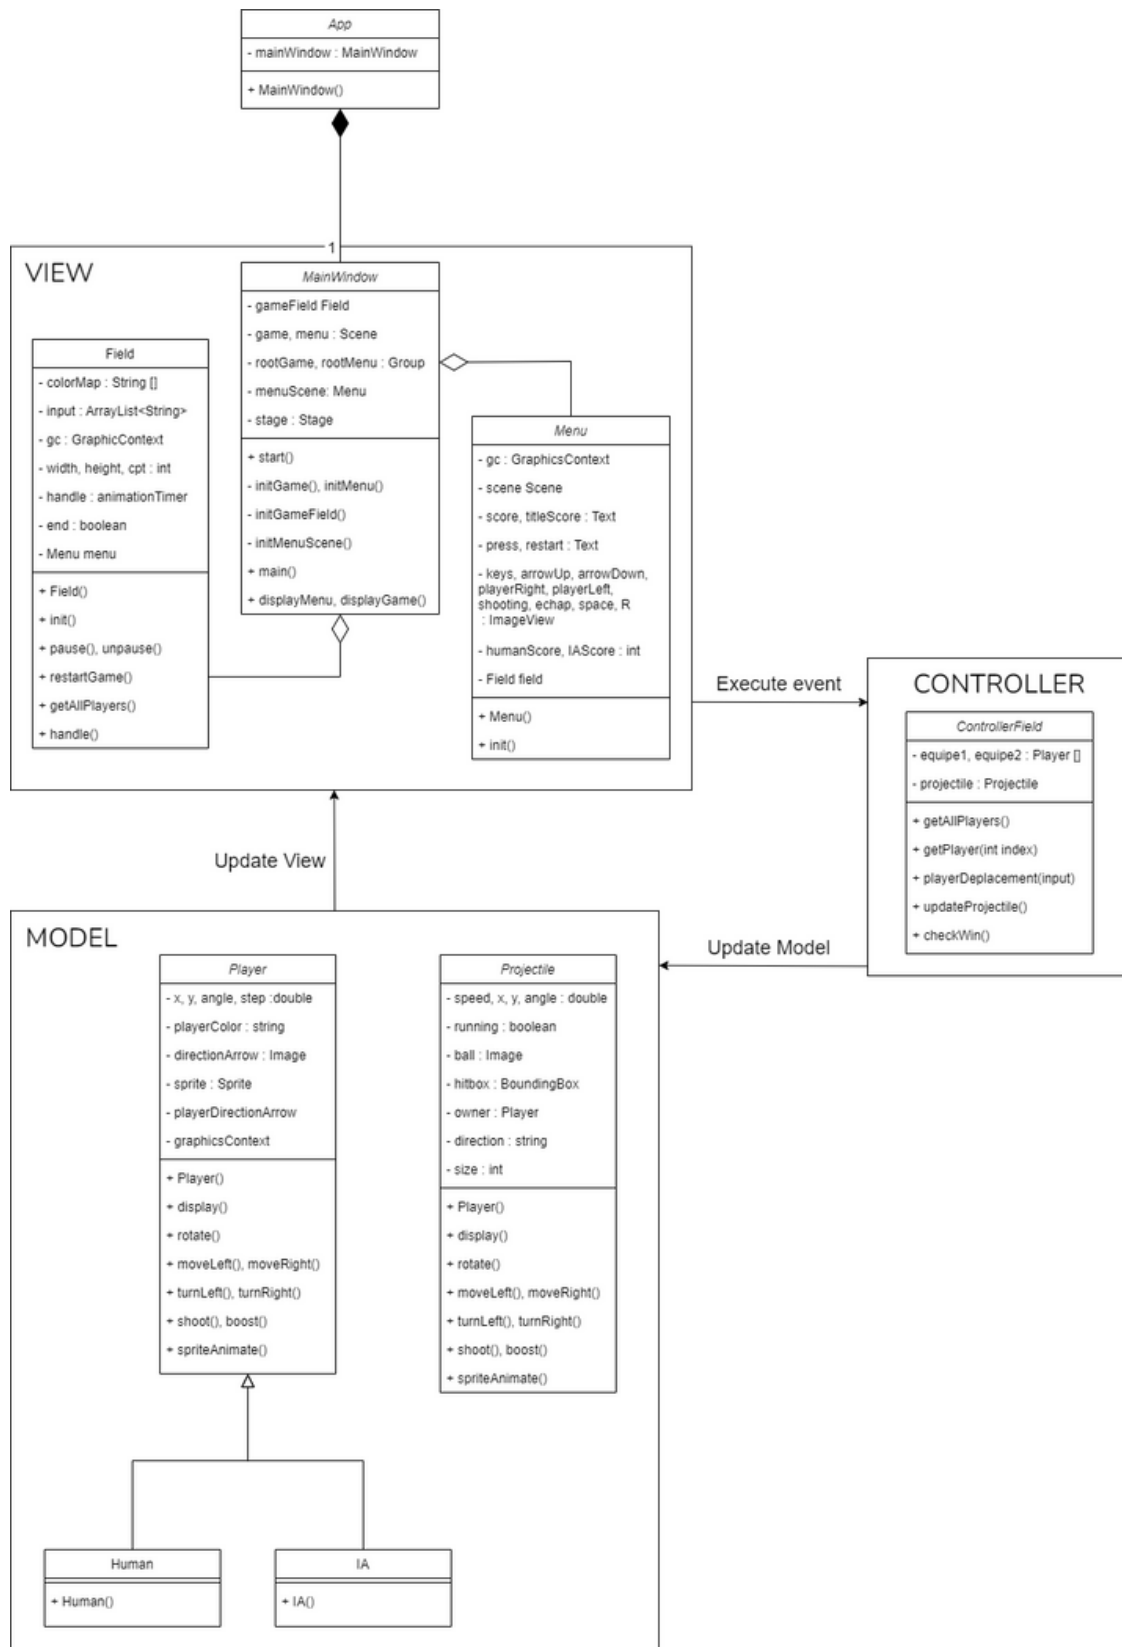 App
- mainWindow : MainWindow
+ MainWindow()
1
VIEW
MainWindow
- gameField Field
- game, menu : Scene
- rootGame, rootMenu : Group
- menuScene: Menu
- stage : Stage
+ start()
- initGame(), initMenu()
- initGameField()
- initMenuScene()
+ main()
+ displayMenu, displayGame()
Field
- colorMap : String []
- input : ArrayList<String>
- gc : GraphicContext
- width, height, cpt : int
- handle : animationTimer
- end : boolean
- Menu menu
+ Field()
+ init()
+ pause(), unpause()
+ restartGame()
+ getAllPlayers()
+ handle()
Menu
- gc : GraphicsContext
- scene Scene
- score, titleScore : Text
- press, restart : Text
- keys, arrowUp, arrowDown,
playerRight, playerLeft,
shooting, echap, space, R
: ImageView
- humanScore, IAScore : int
- Field field
+ Menu()
+ init()
Execute event
CONTROLLER
ControllerField
- equipe1, equipe2 : Player []
- projectile : Projectile
+ getAllPlayers()
+ getPlayer(int index)
+ playerDeplacement(input)
+ updateProjectile()
+ checkWin()
Update View
Update Model
MODEL
Player
- x, y, angle, step :double
- playerColor : string
- directionArrow : Image
- sprite : Sprite
- playerDirectionArrow
- graphicsContext
+ Player()
+ display()
+ rotate()
+ moveLeft(), moveRight()
+ turnLeft(), turnRight()
+ shoot(), boost()
+ spriteAnimate()
Projectile
- speed, x, y, angle : double
- running : boolean
- ball : Image
- hitbox : BoundingBox
- owner : Player
- direction : string
- size : int
+ Player()
+ display()
+ rotate()
+ moveLeft(), moveRight()
+ turnLeft(), turnRight()
+ shoot(), boost()
+ spriteAnimate()
Human
+ Human()
IA
+ IA()